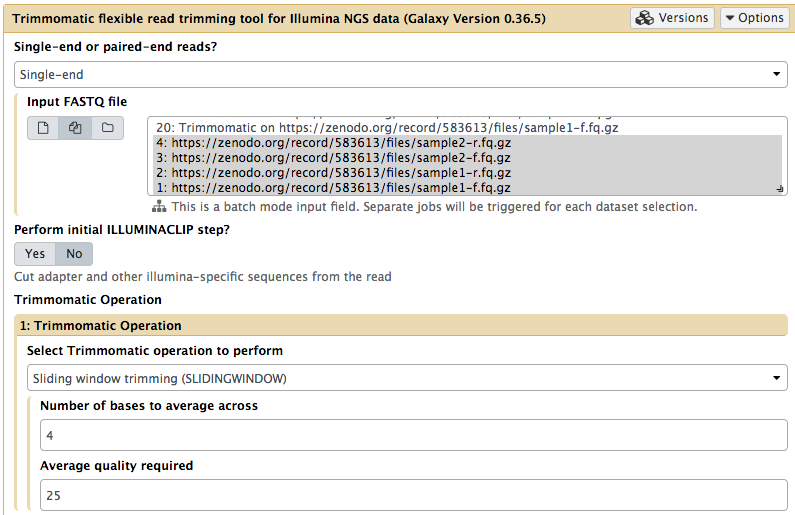 Trimmomatic flexible read trimming tool for Illumina NGS data (Galaxy Version 0.36.5)
Versions
Options
Single-end or paired-end reads?
Single-end
Input FASTQ file
20: Trimmomatic on https://zenodo.org/record/583613/files/sample1-f.fq.gz
4: https://zenodo.org/record/583613/files/sample2-r.fq.gz
3: https://zenodo.org/record/583613/files/sample2-f.fq.gz
2: https://zenodo.org/record/583613/files/sample1-r.fq.gz
1: https://zenodo.org/record/583613/files/sample1-f.fq.gz
This is a batch mode input field. Separate jobs will be triggered for each dataset selection.
Perform initial ILLUMINACLIP step?
Yes No
Cut adapter and other illumina-specific sequences from the read
Trimmomatic Operation
1: Trimmomatic Operation
Select Trimmomatic operation to perform
Sliding window trimming (SLIDINGWINDOW)
Number of bases to average across
4
Average quality required
25